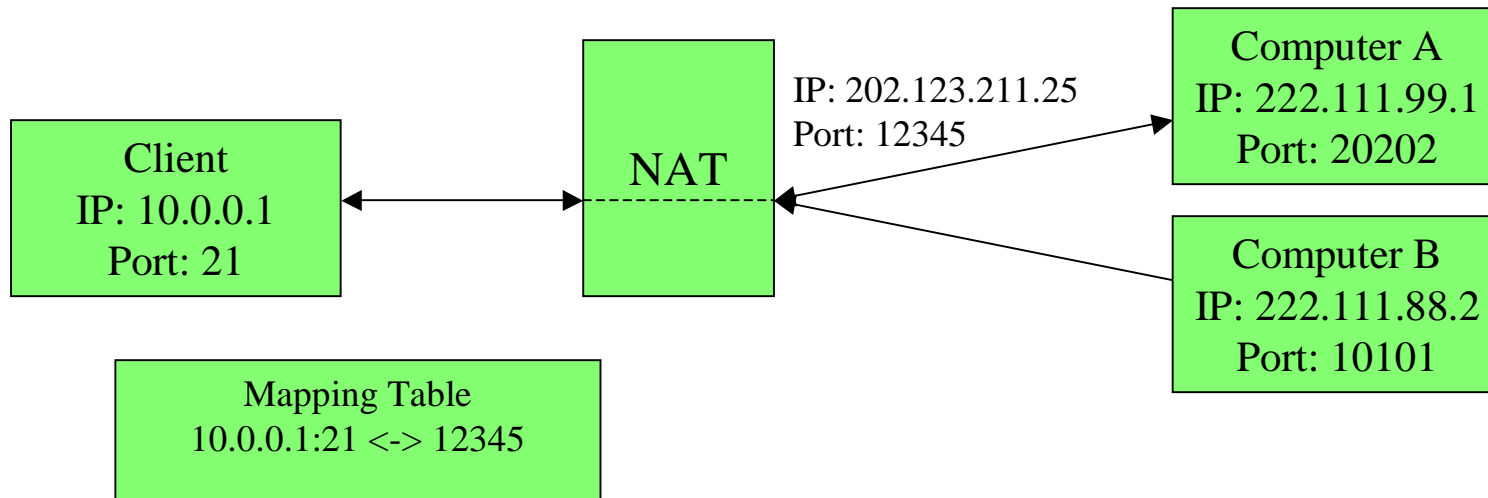 Client
IP: 10.0.0.1
Port: 21
NAT
IP: 202.123.211.25
Port: 12345
Computer A
IP: 222.111.99.1
Port: 20202
Computer B
IP: 222.111.88.2
Port: 10101
Mapping Table
10.0.0.1:21 <-> 12345